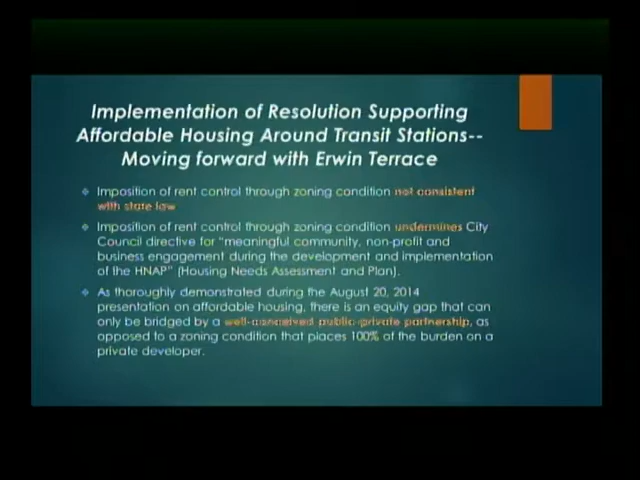 Implementation of Resolution Supporting
Affordable Housing Around Transit Stations--
Moving forward with Erwin Terrace
Imposition of rent control through zoning condition not consistent
with state law
Imposition of rent control through zoning condition undermines City
Council directive for "meaningful community, non-profit and
business engagement during the development and implementation
of the HNAP" (Housing Needs Assessment and Plan).
As thoroughly demonstrated during the August 20, 2014
presentation on affordable housing, there is an equity gap that can
only be bridged by a well-conceived public-private partnership, as
opposed to a zoning condition that places 100% of the burden on a
private developer.